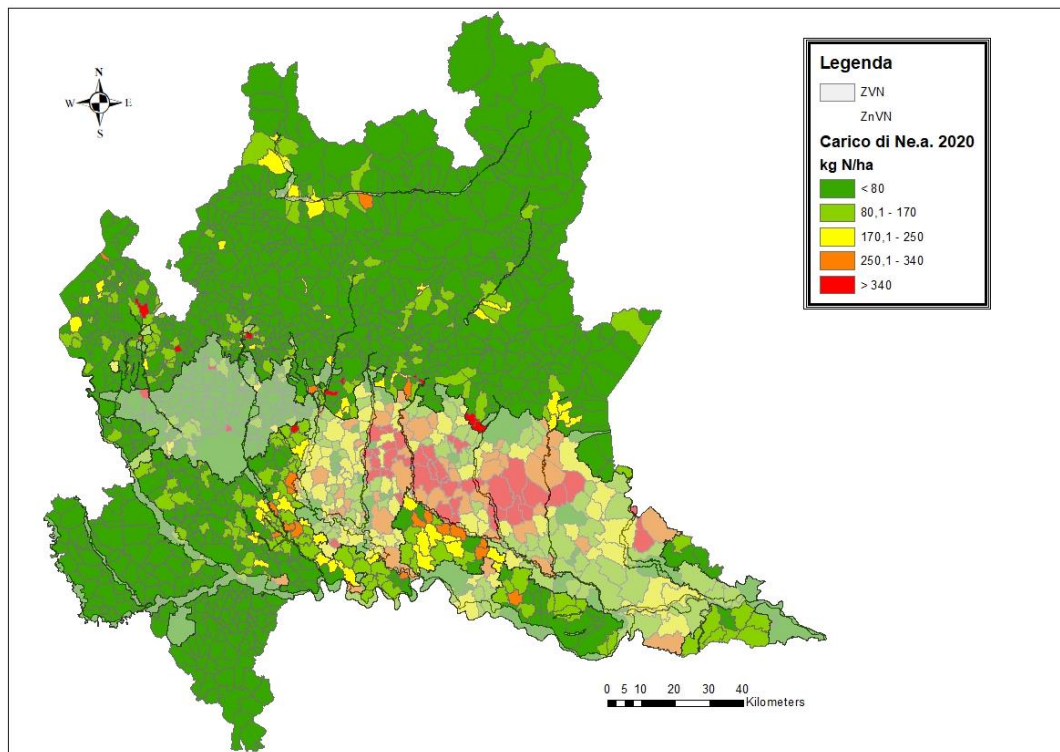 N
W E
S
Legenda
ZVN
ZnVN
Carico di Ne.a. 2020
kg N/ha
< 80
80,1 - 170
170,1 - 250
250,1 - 340
> 340
0 5 10 20 30 40
Kilometers